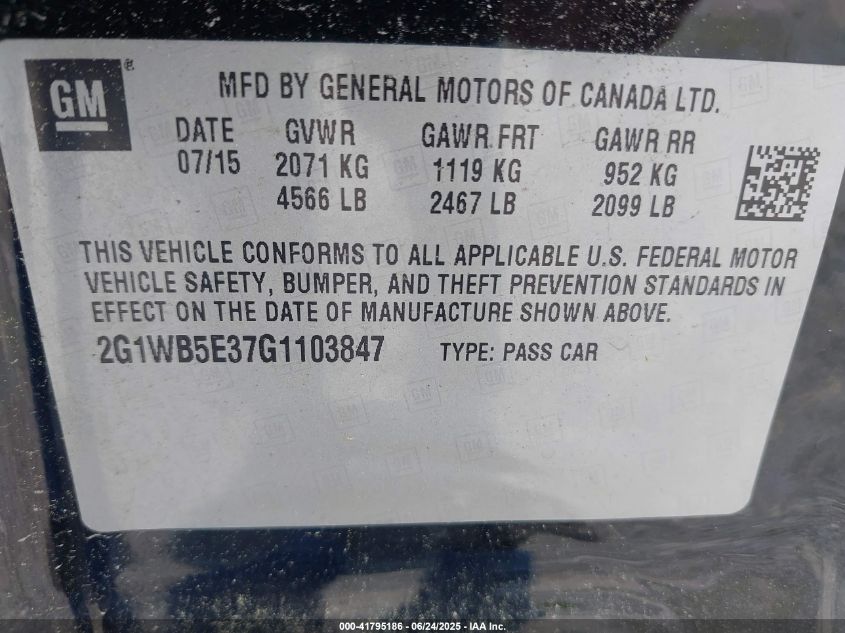 GM®
MFD BY GENERAL MOTORS OF CANADA LTD.
DATE GVWR GAWR FRT GAWR RR
07/15 2071 KG 1119 KG 952 KG
4566 LB 2467 LB 2099 LB
THIS VEHICLE CONFORMS TO ALL APPLICABLE U.S. FEDERAL MOTOR
VEHICLE SAFETY, BUMPER, AND THEFT PREVENTION STANDARDS IN
EFFECT ON THE DATE OF MANUFACTURE SHOWN ABOVE.
2G1WB5E37G1103847 TYPE: PASS CAR
000-41795186 - 06/24/2025 - IAA Inc.